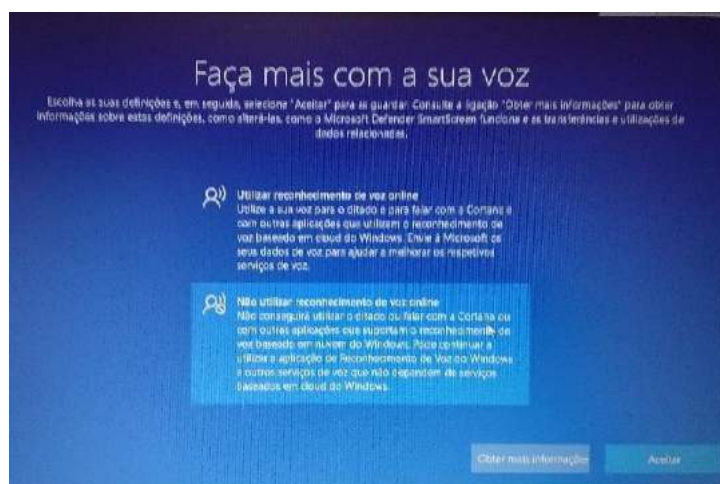 Faça mais com a sua voz
Escolha as suas definições e, em seguida, selecione "Aceitar" para as guardar. Consulte a ligação "Obter mais informações" para obter
informações sobre estas definições, como alterá-las, como o Microsoft Defender SmartScreen funciona e as transferências e utilizações de
dados relacionadas.
Utilizar reconhecimento de voz online
Utilize a sua voz para o ditado e para falar com a Cortana e
com outras aplicações que utilizem o reconhecimento de
voz baseado em cloud do Windows. Envie à Microsoft os
seus dados de voz para ajudar a melhorar os respetivos
serviços de voz.
Não utilizar reconhecimento de voz online
Não conseguirá utilizar o ditado ou falar com a Cortana ou
com outras aplicações que suportam o reconhecimento de
voz baseado em nuvem do Windows. Pode continuar a
utilizar a aplicação de Reconhecimento de Voz do Windows
e outros serviços de voz que não dependem de serviços
baseados em cloud do Windows.
Obter mais informações
Aceitar